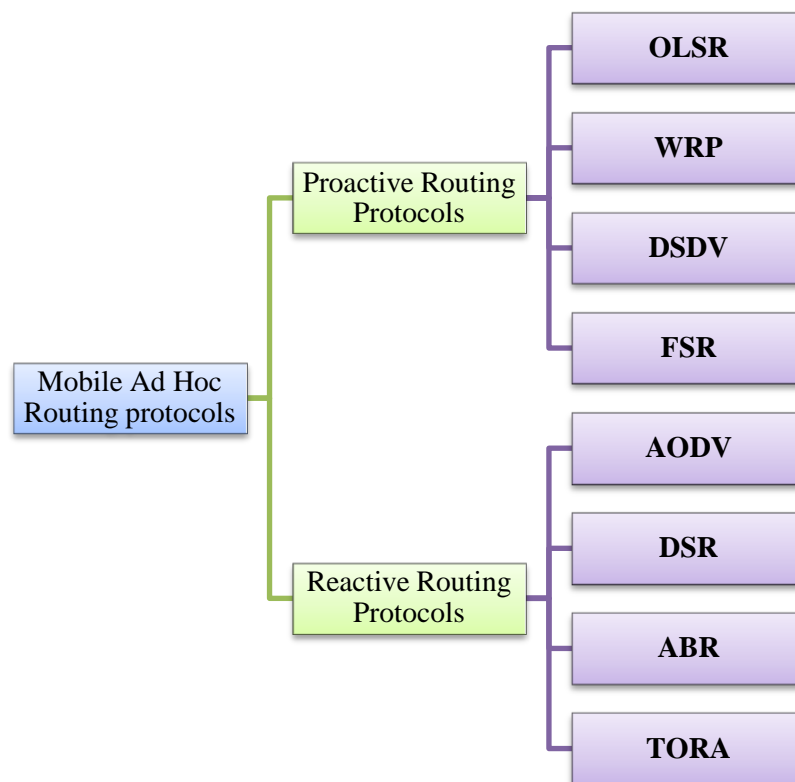 OLSR
WRP
Proactive Routing
Protocols
DSDV
FSR
Mobile Ad Hoc
Routing protocols
AODV
DSR
Reactive Routing
Protocols
ABR
TORA